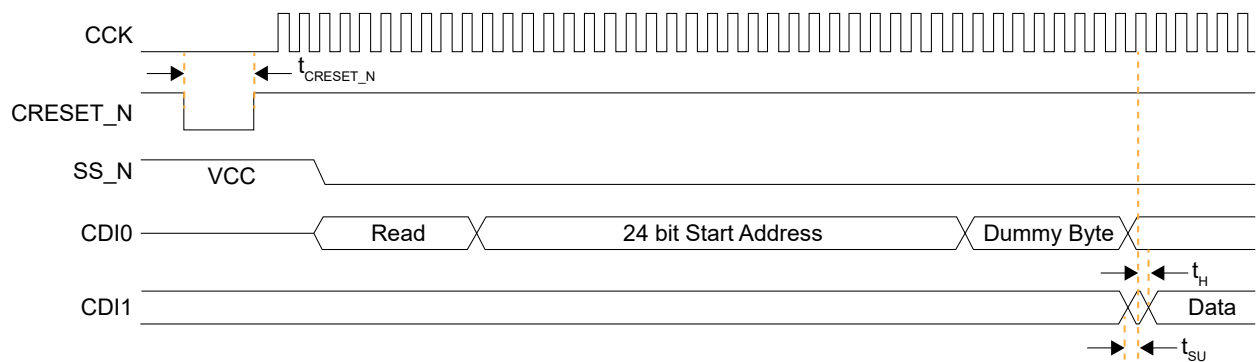 CCK
tCRESET_N
CRESET_N
SS_N
VCC
CDI0
Read
24 bit Start Address
Dummy Byte
tH
CDI1
Data
tSU